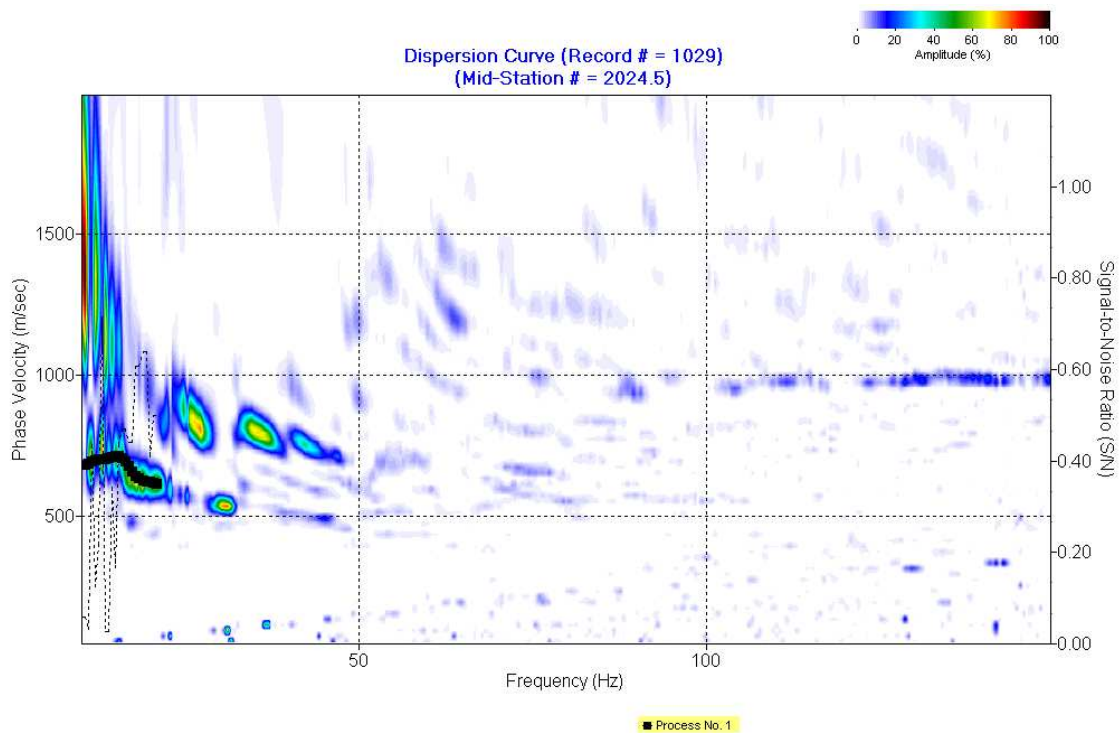 0 20 40 60 80 100
Amplitude (%)
Dispersion Curve (Record # = 1029)
(Mid-Station # = 2024.5)
Phase Velocity (m/sec)
1500
1000
500
1.00
0.80
0.60
0.40
0.20
0.00
Signal-to-Noise Ratio (S/N)
50 100
Frequency (Hz)
Process No. 1